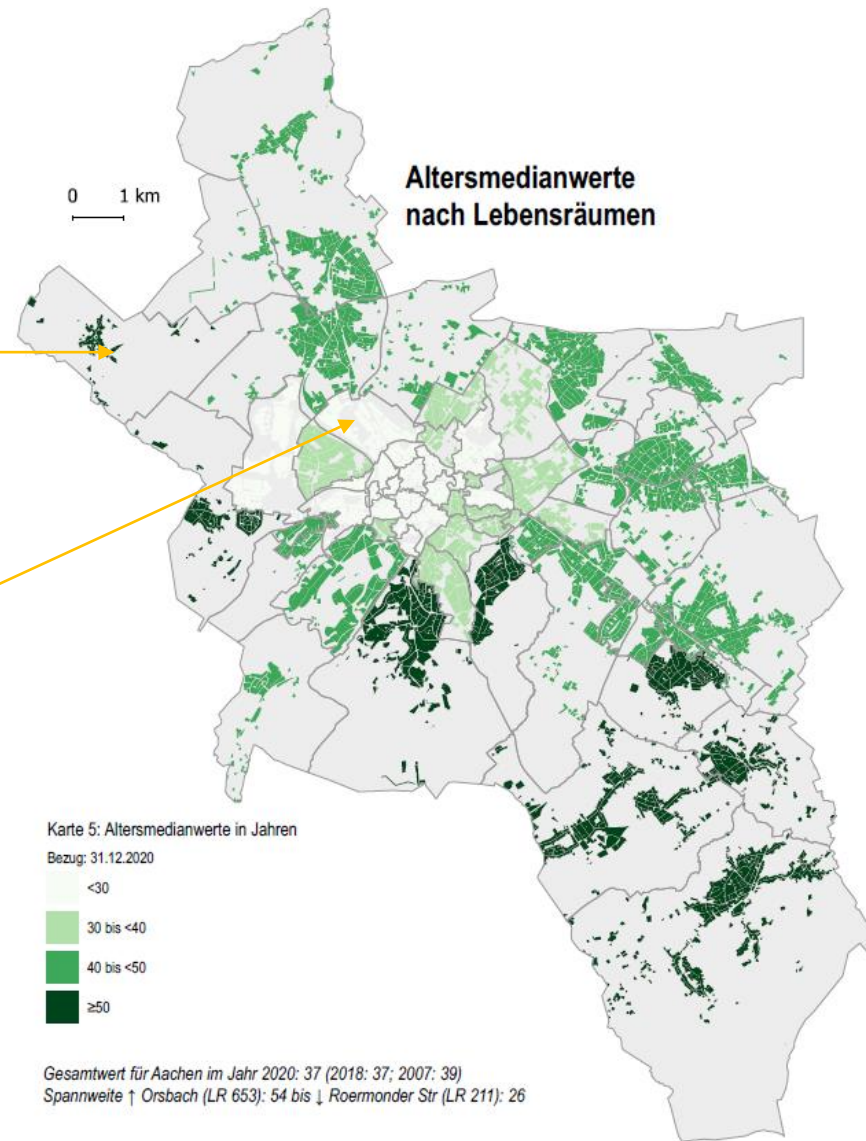 Altersmedianwerte
nach Lebensräumen
0 1 km
Karte 5: Altersmedianwerte in Jahren
Bezug: 31.12.2020
<30
30 bis <40
40 bis <50
≥50
Gesamtwert für Aachen im Jahr 2020: 37 (2018: 37; 2007: 39)
Spannweite ↑ Orsbach (LR 653): 54 bis ↓ Roermonder Str (LR 211): 26